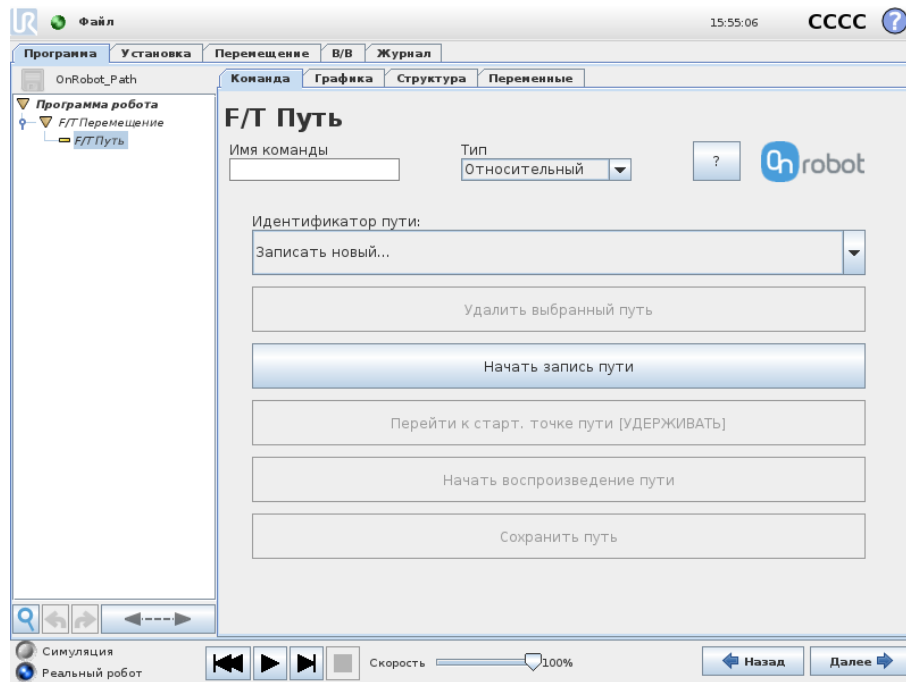 Файл 15:55:06 CCCC ?
Программа Установка Перемещение В/В Журнал
OnRobot_Path Команда Графика Структура Переменные
Программа робота
F/T Перемещение
F/T Путь
F/T Путь
Имя команды Тип
Относительный ? On robot
Идентификатор пути:
Записать новый...
Удалить выбранный путь
Начать запись пути
Перейти к старт. точке пути [УДЕРЖИВАТЬ]
Начать воспроизведение пути
Сохранить путь
Симуляция
Реальный робот
Скорость 100% Назад Далее